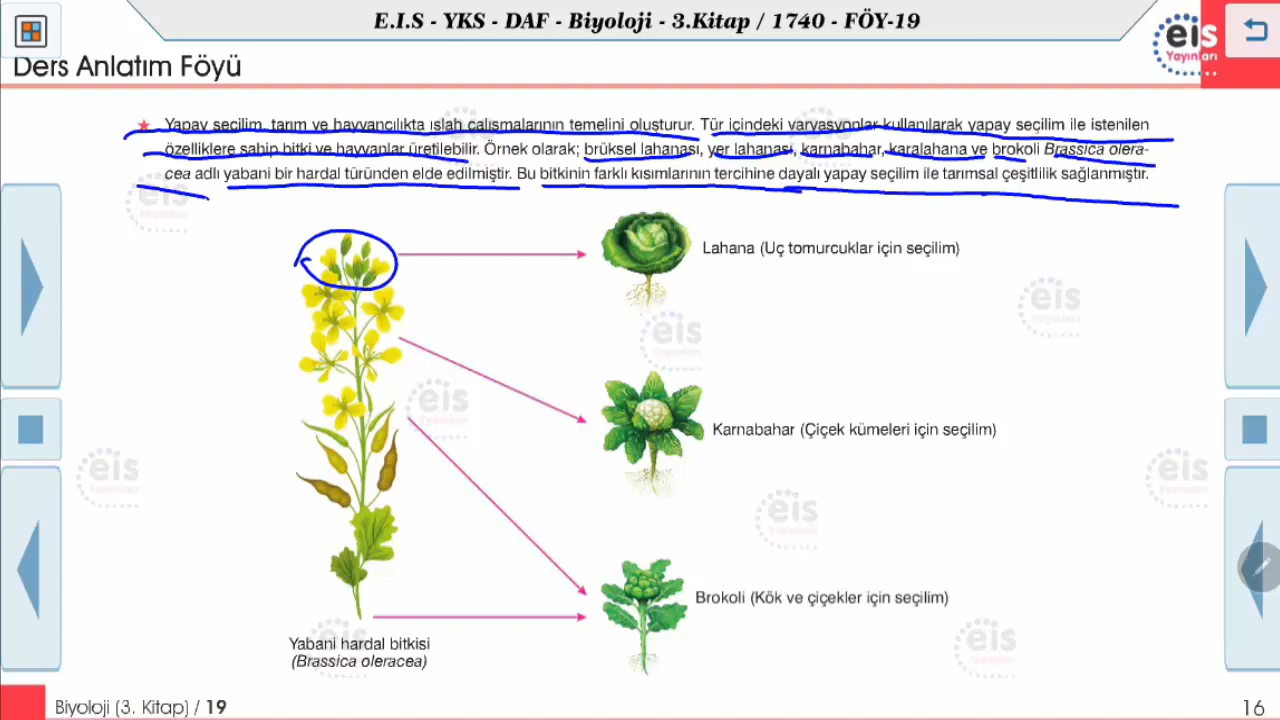 E.I.S - YKS - DAF - Biyoloji - 3.Kitap / 1740 - FÖY-19
eis
Yayınları
Ders Anlatım Föyü
Yapay seçilim, tarım ve hayvancılıkta ıslah çalışmalarının temelini oluşturur. Tür içindeki varyasyonlar kullanılarak yapay seçilim ile istenilen
özelliklere sahip bitki ve hayvanlar üretilebilir. Örnek olarak; brüksel lahanası, yer lahanası, karnabahar, karalahana ve brokoli Brassica olera-
cea adlı yabani bir hardal türünden elde edilmiştir. Bu bitkinin farklı kısımlarının tercihine dayalı yapay seçilim ile tarımsal çeşitlilik sağlanmıştır.
Lahana (Uç tomurcuklar için seçilim)
Karnabahar (Çiçek kümeleri için seçilim)
Brokoli (Kök ve çiçekler için seçilim)
Yabani hardal bitkisi
(Brassica oleracea)
Biyoloji (3. Kitap) / 19
16